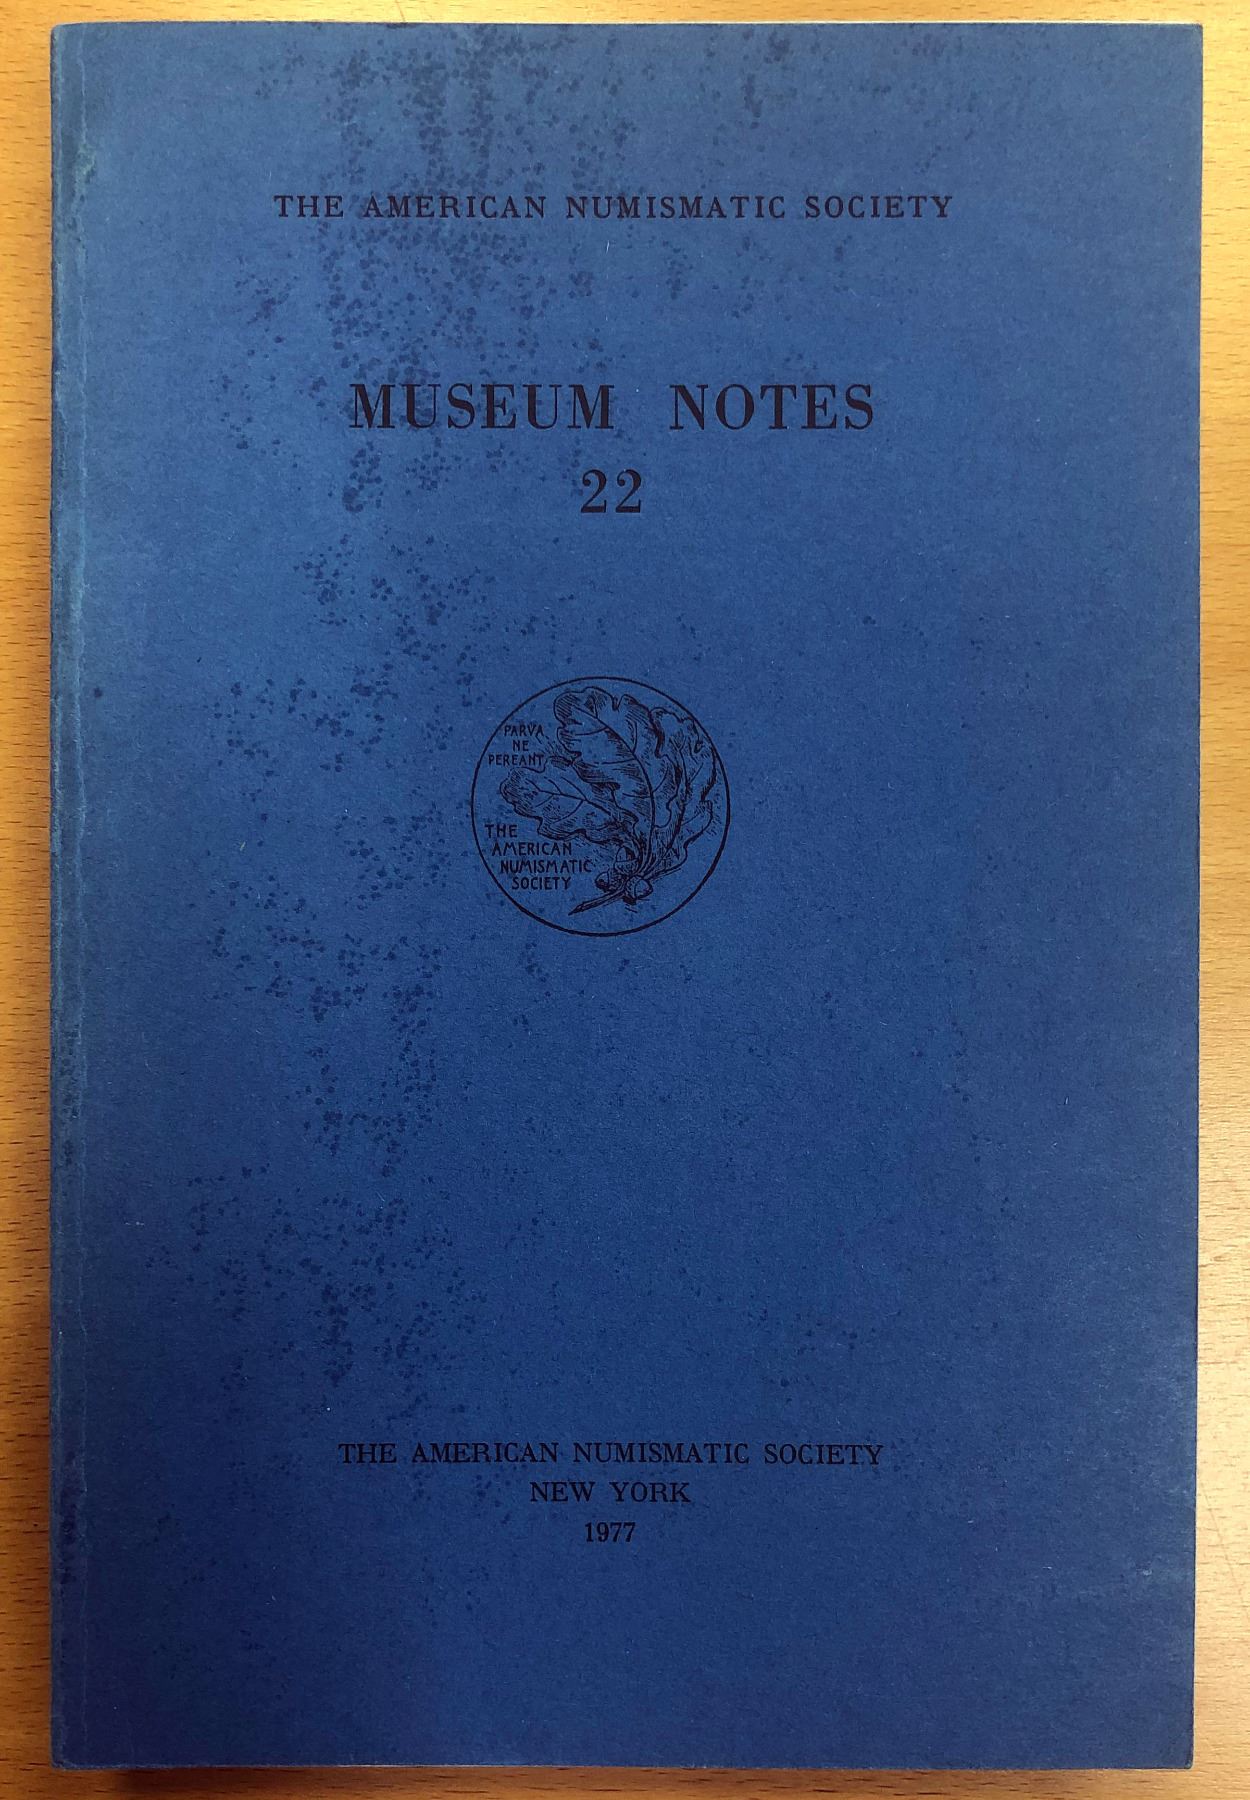 THE AMERICAN NUMISMATIC SOCIETY
MUSEUM NOTES
22
PARVA
NE
PEREANT
THE
AMERICAN
NUMISMATIC
SOCIETY
THE AMERICAN NUMISMATIC SOCIETY
NEW YORK
1977